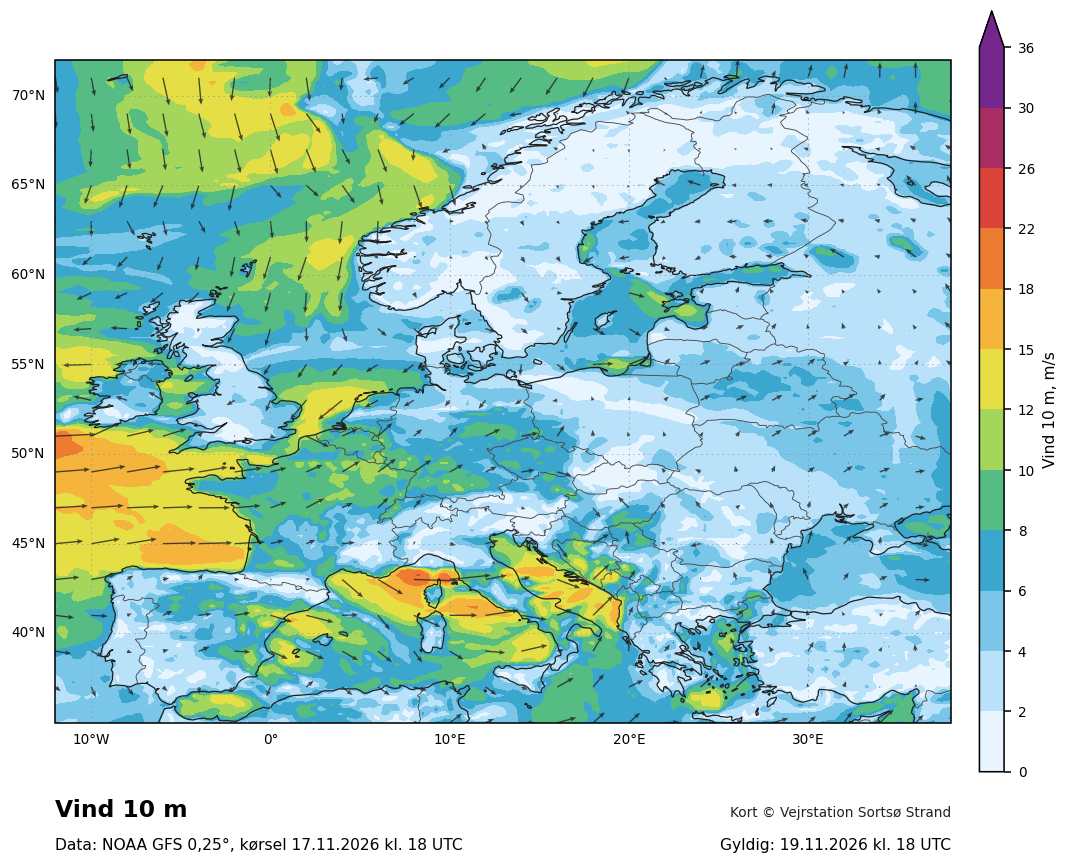 36
30
26
22
18
15
12
10
8
6
4
2
0
Vind 10 m, m/s
70°N
65°N
60°N
55°N
50°N
45°N
40°N
10°W
0°
10°E
20°E
30°E
Vind 10 m
Kort © Vejrstation Sortsø Strand
Data: NOAA GFS 0,25°, kørsel 17.11.2026 kl. 18 UTC
Gyldig: 19.11.2026 kl. 18 UTC